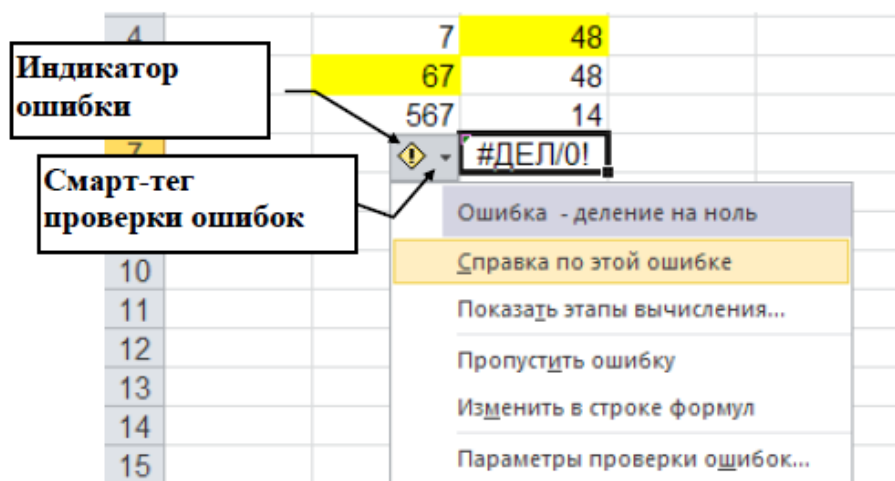 4 7 48
Индикатор
ошибки
67 48
567 14
7 #ДЕЛ/0!
Смарт-тег
проверки ошибок
Ошибка - деление на ноль
10 Справка по этой ошибке
11 Показать этапы вычисления...
12 Пропустить ошибку
13 Изменить в строке формул
14
15 Параметры проверки ошибок...